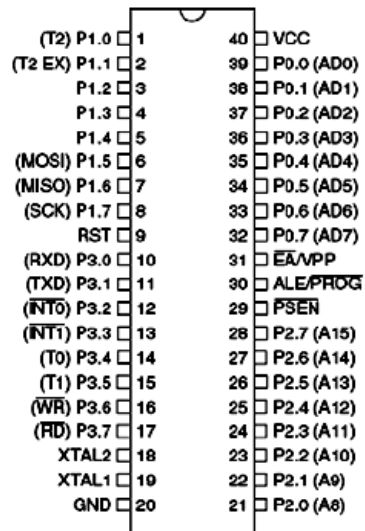 (T2) P1.0 1 40 VCC
(T2 EX) P1.1 2 39 P0.0 (AD0)
P1.2 3 38 P0.1 (AD1)
P1.3 4 37 P0.2 (AD2)
P1.4 5 36 P0.3 (AD3)
(MOSI) P1.5 6 35 P0.4 (AD4)
(MISO) P1.6 7 34 P0.5 (AD5)
(SCK) P1.7 8 33 P0.6 (AD6)
RST 9 32 P0.7 (AD7)
(RXD) P3.0 10 31 E̅A̅/VPP
(TXD) P3.1 11 30 ALE/P̅R̅O̅G̅
(I̅N̅T̅0̅) P3.2 12 29 P̅S̅E̅N̅
(I̅N̅T̅1̅) P3.3 13 28 P2.7 (A15)
(T0) P3.4 14 27 P2.6 (A14)
(T1) P3.5 15 26 P2.5 (A13)
(W̅R̅) P3.6 16 25 P2.4 (A12)
(R̅D̅) P3.7 17 24 P2.3 (A11)
XTAL2 18 23 P2.2 (A10)
XTAL1 19 22 P2.1 (A9)
GND 20 21 P2.0 (A8)